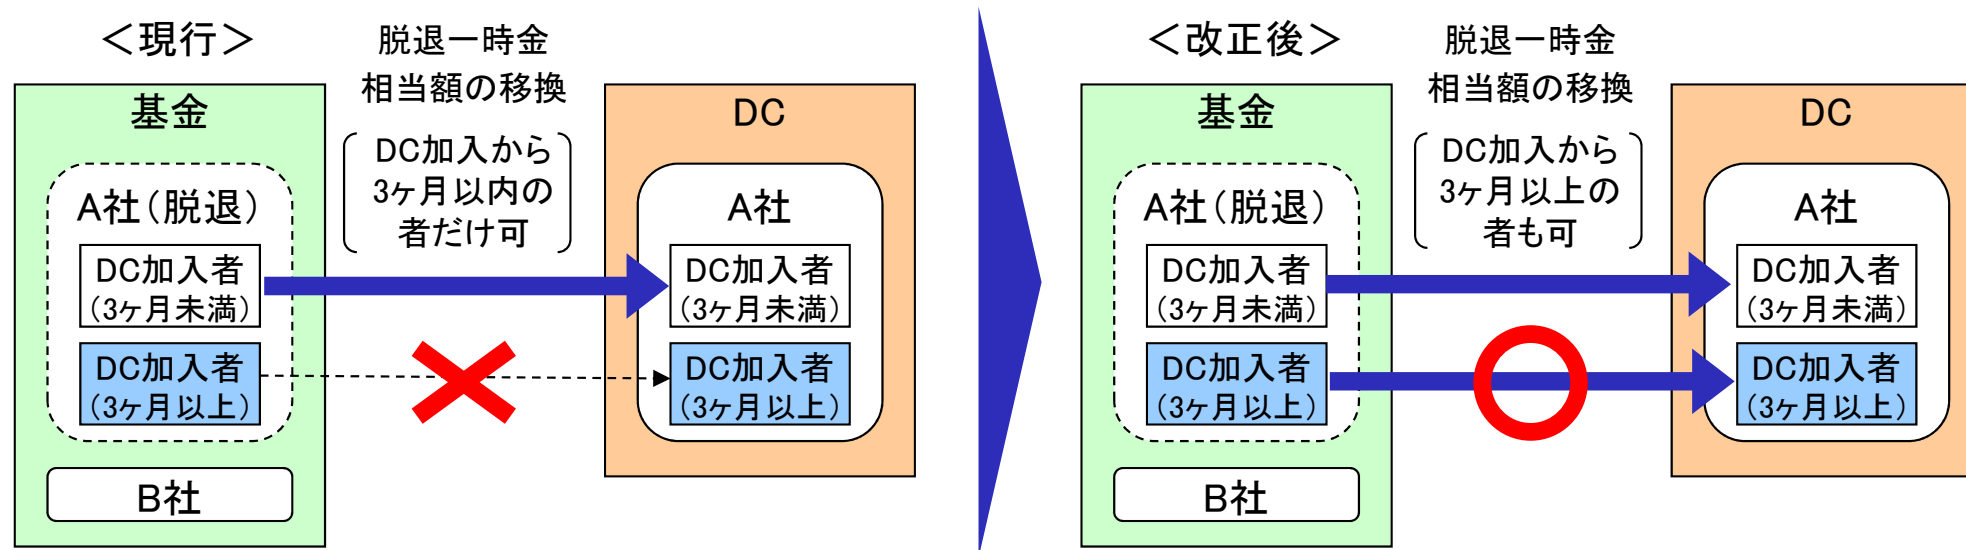 ＜現行＞
脱退一時金
相当額の移換
基金
DC加入から
3ヶ月以内の
者だけ可
DC
A社（脱退）
A社
DC加入者
（3ヶ月未満）
DC加入者
（3ヶ月未満）
DC加入者
（3ヶ月以上）
DC加入者
（3ヶ月以上）
B社
＜改正後＞
脱退一時金
相当額の移換
基金
DC加入から
3ヶ月以上の
者も可
DC
A社（脱退）
A社
DC加入者
（3ヶ月未満）
DC加入者
（3ヶ月未満）
DC加入者
（3ヶ月以上）
DC加入者
（3ヶ月以上）
B社